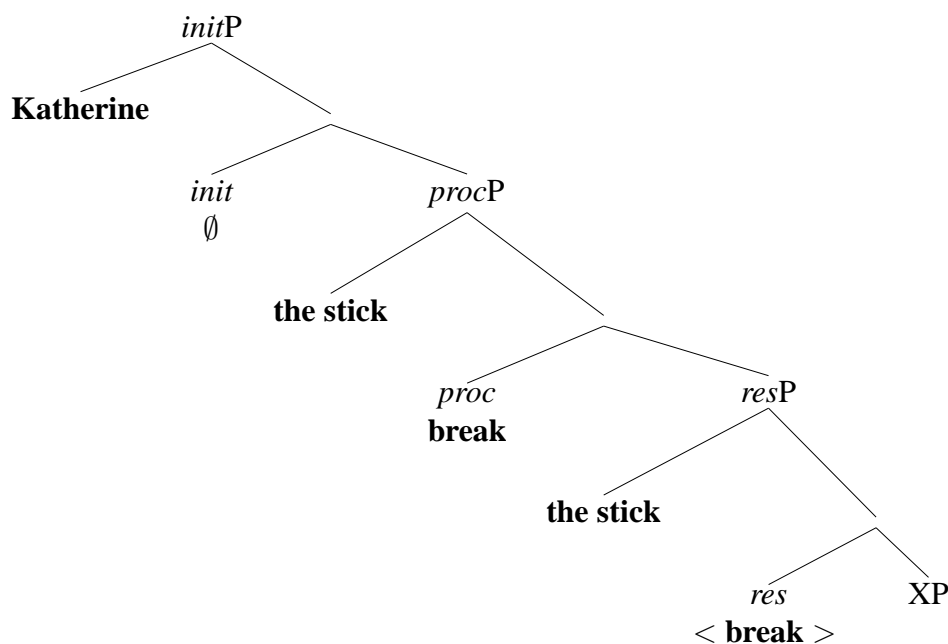 initP
Katherine
init procP
∅
the stick
proc resP
break
the stick
res XP
< break >